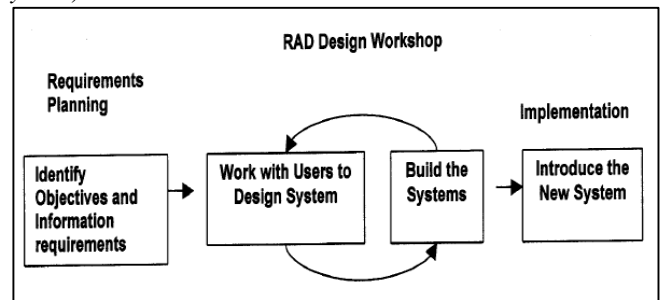 RAD Design Workshop
Requirements
Planning
Implementation
Identify
Objectives and
Information
requirements
Work with Users to
Design System
Build the
Systems
Introduce the
New System